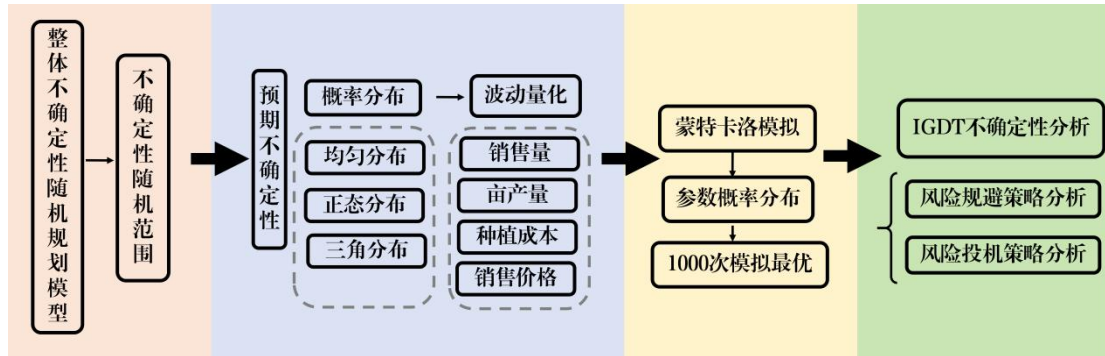 整体不确定性随机规划模型
不确定性随机范围
预期不确定性
概率分布
波动量化
均匀分布
正态分布
三角分布
销售量
亩产量
种植成本
销售价格
蒙特卡洛模拟
参数概率分布
1000次模拟最优
IGDT不确定性分析
风险规避策略分析
风险投机策略分析